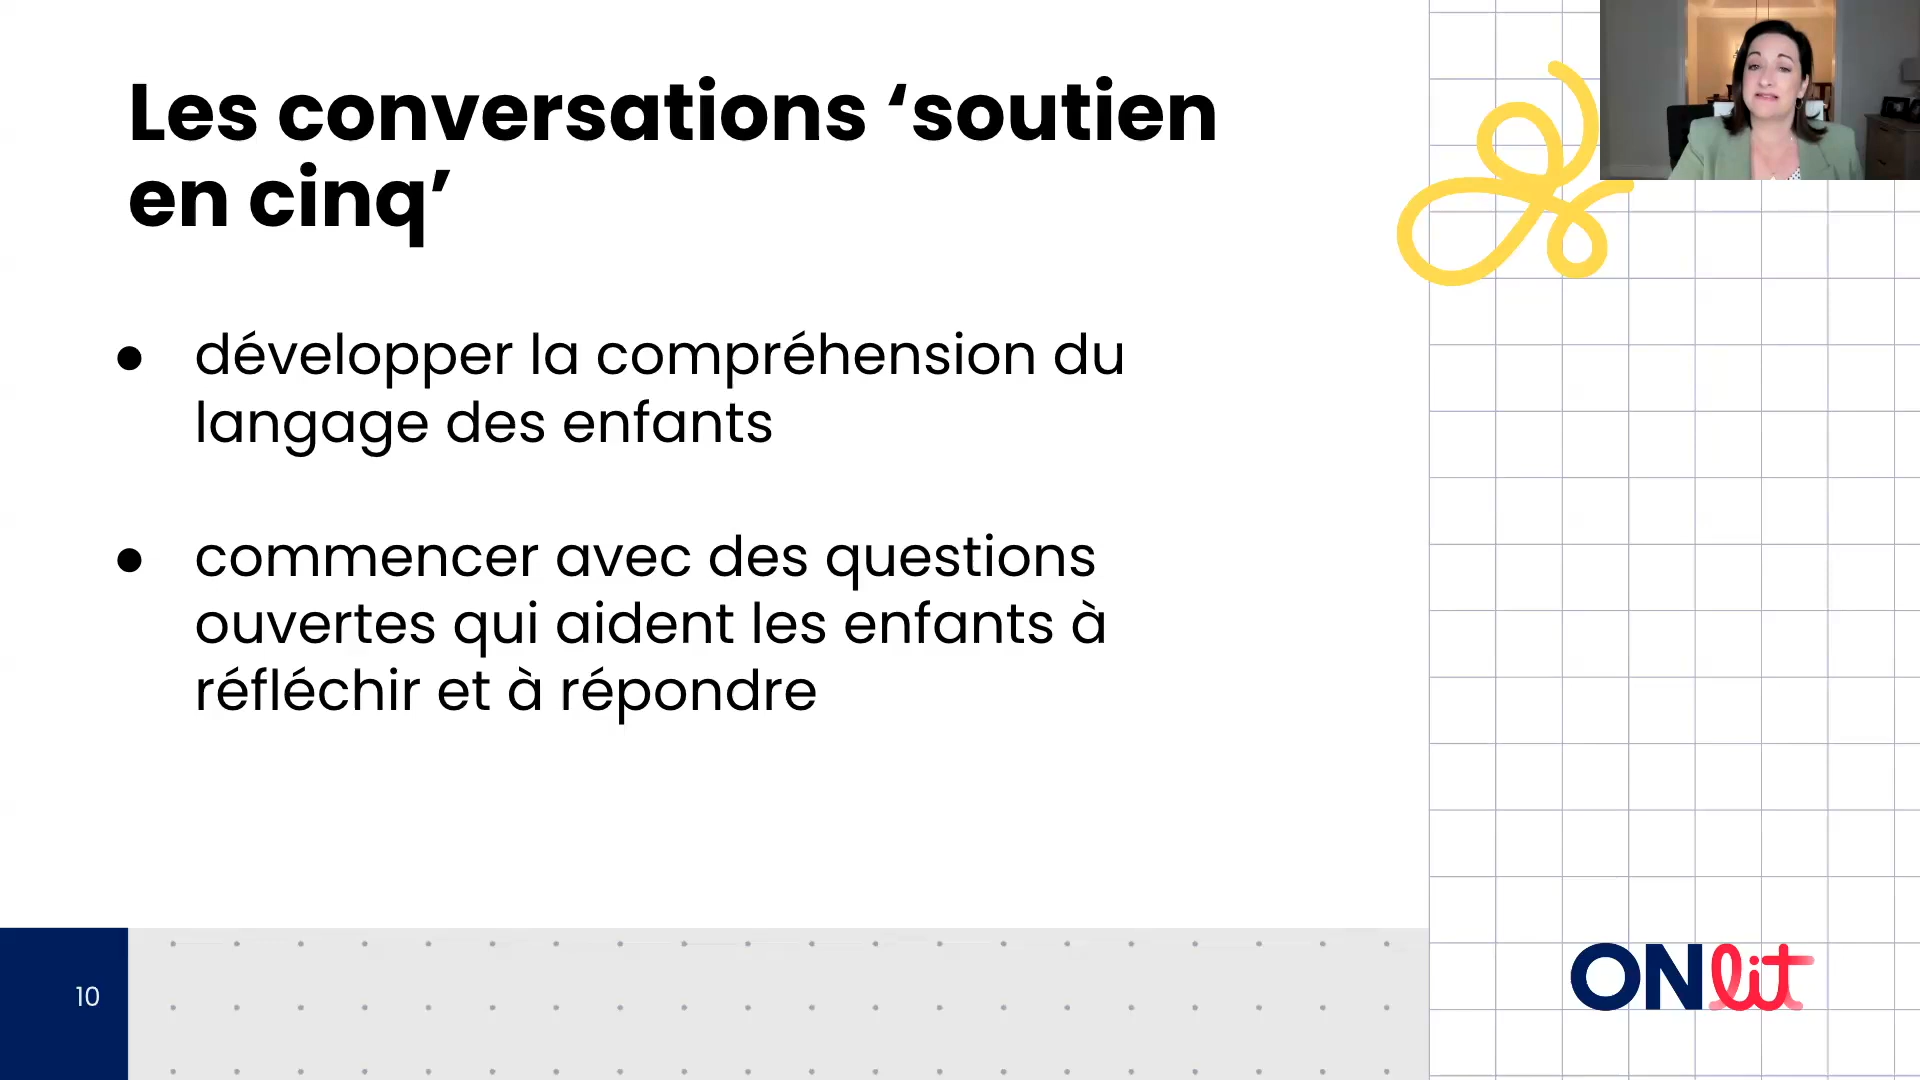 Les conversations ‘soutien
en cinq’
● développer la compréhension du
langage des enfants
● commencer avec des questions
ouvertes qui aident les enfants à
réfléchir et à répondre
10
ONlit